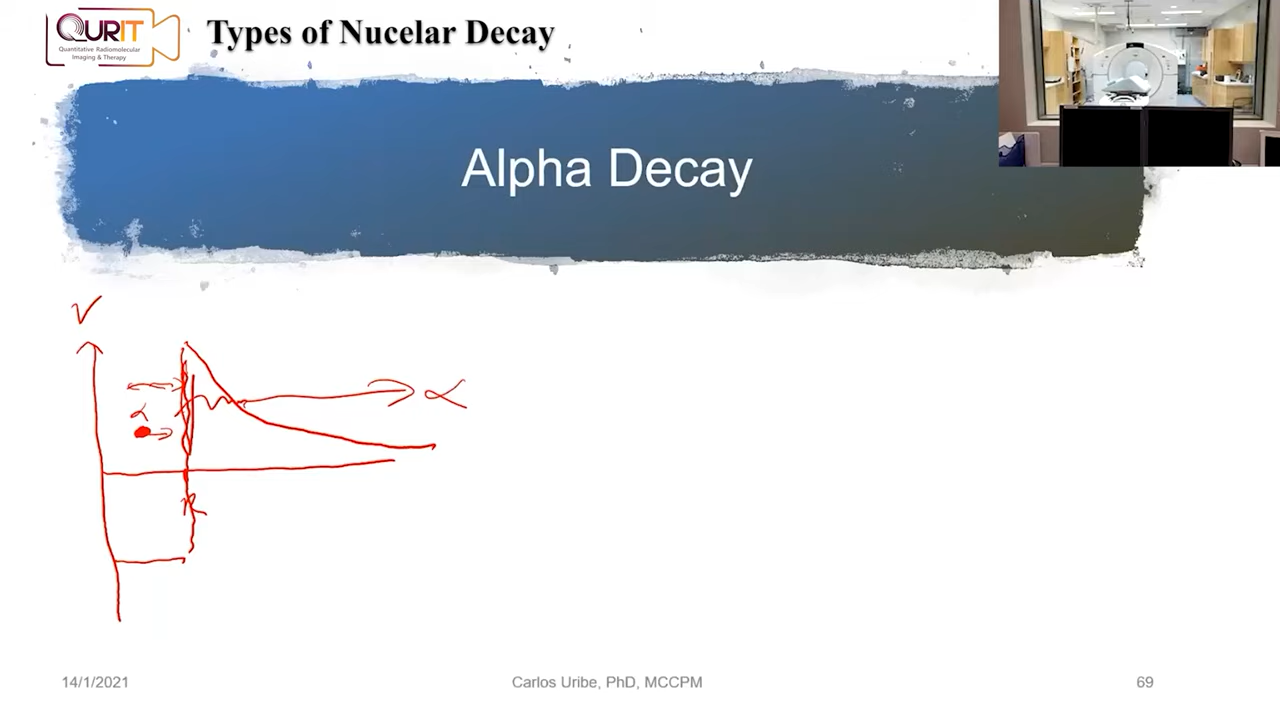 QURIT
Quantitative Radiomolecular
Imaging & Therapy
Types of Nucelar Decay
Alpha Decay
V
α
α
R
14/1/2021
Carlos Uribe, PhD, MCCPM
69